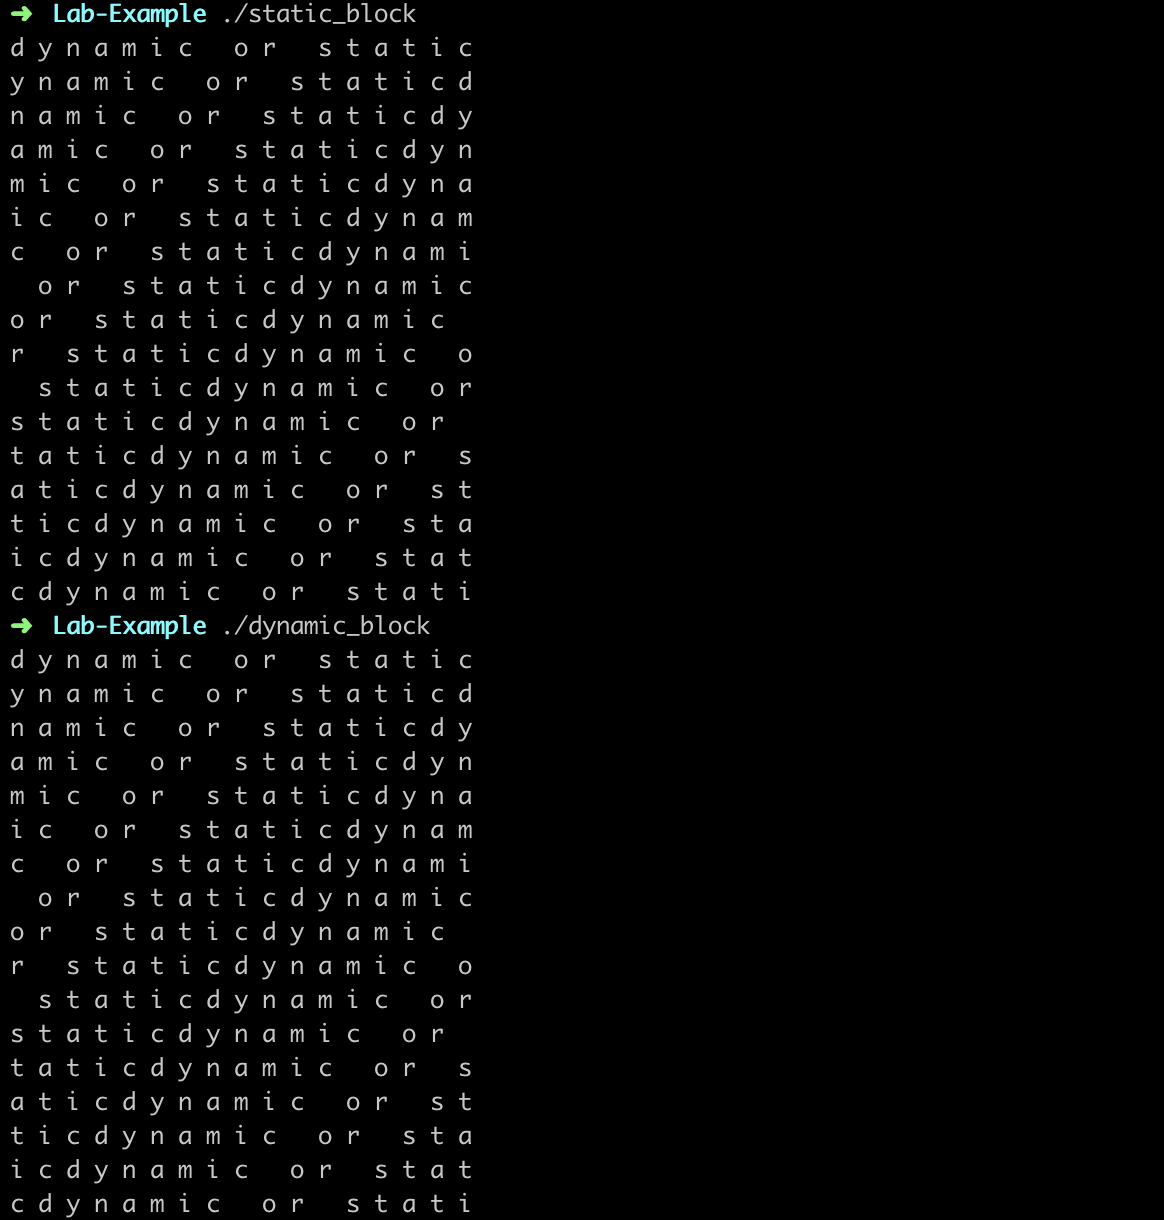 ➜ Lab-Example ./static_block
d y n a m i c   o r   s t a t i c
y n a m i c   o r   s t a t i c d
n a m i c   o r   s t a t i c d y
a m i c   o r   s t a t i c d y n
m i c   o r   s t a t i c d y n a
i c   o r   s t a t i c d y n a m
c   o r   s t a t i c d y n a m i
  o r   s t a t i c d y n a m i c
o r   s t a t i c d y n a m i c
r   s t a t i c d y n a m i c   o
  s t a t i c d y n a m i c   o r
s t a t i c d y n a m i c   o r
t a t i c d y n a m i c   o r   s
a t i c d y n a m i c   o r   s t
t i c d y n a m i c   o r   s t a
i c d y n a m i c   o r   s t a t
c d y n a m i c   o r   s t a t i
➜ Lab-Example ./dynamic_block
d y n a m i c   o r   s t a t i c
y n a m i c   o r   s t a t i c d
n a m i c   o r   s t a t i c d y
a m i c   o r   s t a t i c d y n
m i c   o r   s t a t i c d y n a
i c   o r   s t a t i c d y n a m
c   o r   s t a t i c d y n a m i
  o r   s t a t i c d y n a m i c
o r   s t a t i c d y n a m i c
r   s t a t i c d y n a m i c   o
  s t a t i c d y n a m i c   o r
s t a t i c d y n a m i c   o r
t a t i c d y n a m i c   o r   s
a t i c d y n a m i c   o r   s t
t i c d y n a m i c   o r   s t a
i c d y n a m i c   o r   s t a t
c d y n a m i c   o r   s t a t i